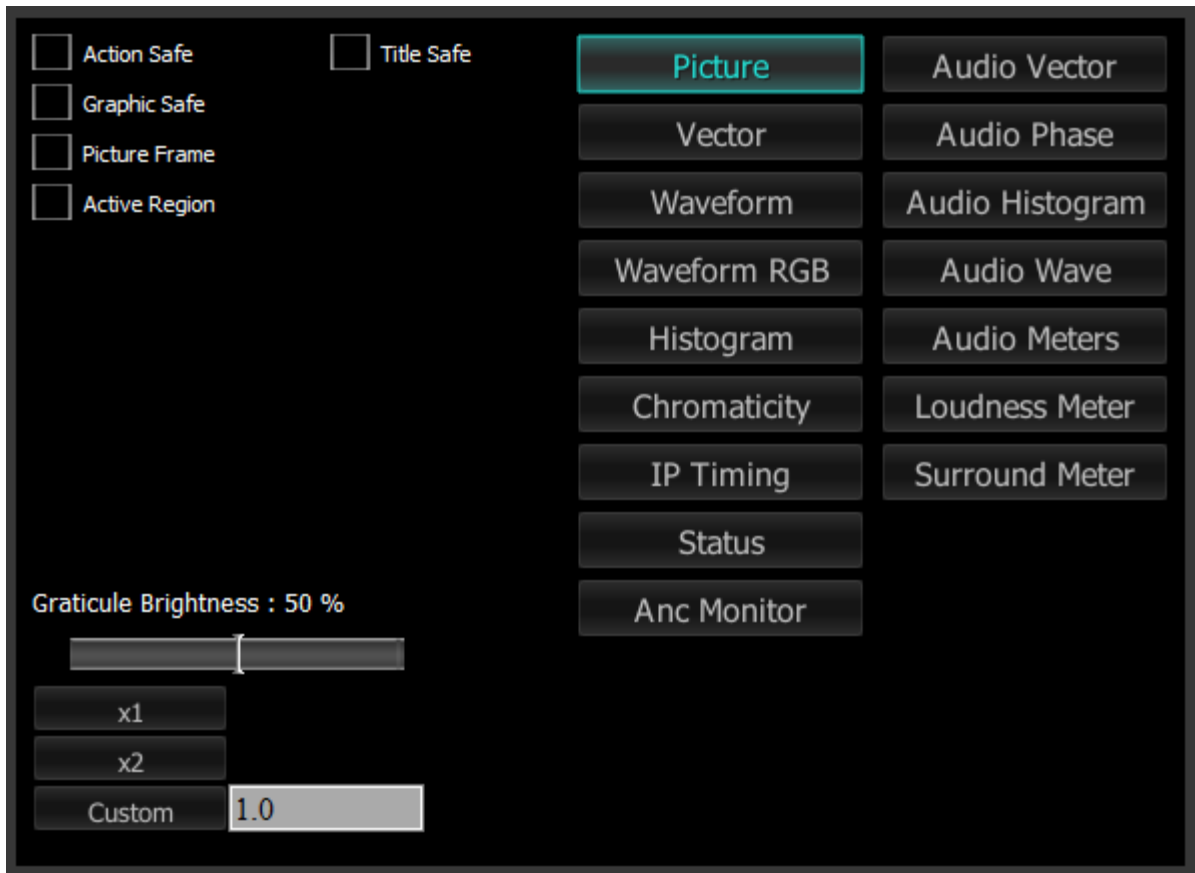 Action Safe
Title Safe
Graphic Safe
Picture Frame
Active Region
Graticule Brightness : 50 %
x1
x2
Custom
1.0
Picture
Vector
Waveform
Waveform RGB
Histogram
Chromaticity
IP Timing
Status
Anc Monitor
Audio Vector
Audio Phase
Audio Histogram
Audio Wave
Audio Meters
Loudness Meter
Surround Meter